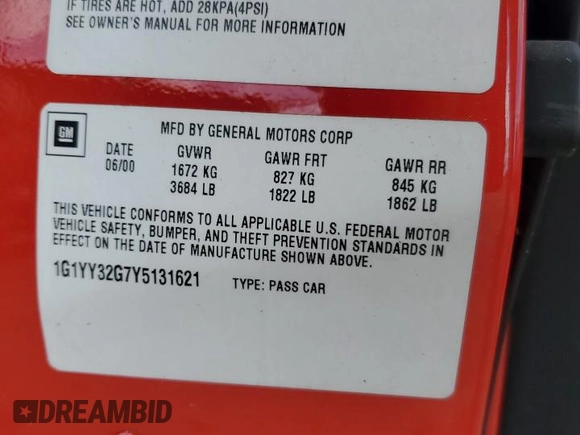 IF TIRES ARE HOT, ADD 28KPA(4PSI)
SEE OWNER'S MANUAL FOR MORE INFORMATION
GM
MFD BY GENERAL MOTORS CORP
DATE GVWR GAWR FRT GAWR RR
06/00 1672 KG 827 KG 845 KG
3684 LB 1822 LB 1862 LB
THIS VEHICLE CONFORMS TO ALL APPLICABLE U.S. FEDERAL MOTOR
VEHICLE SAFETY, BUMPER, AND THEFT PREVENTION STANDARDS IN
EFFECT ON THE DATE OF MANUFACTURE SHOWN ABOVE.
1G1YY32G7Y5131621 TYPE: PASS CAR
DREAMBID